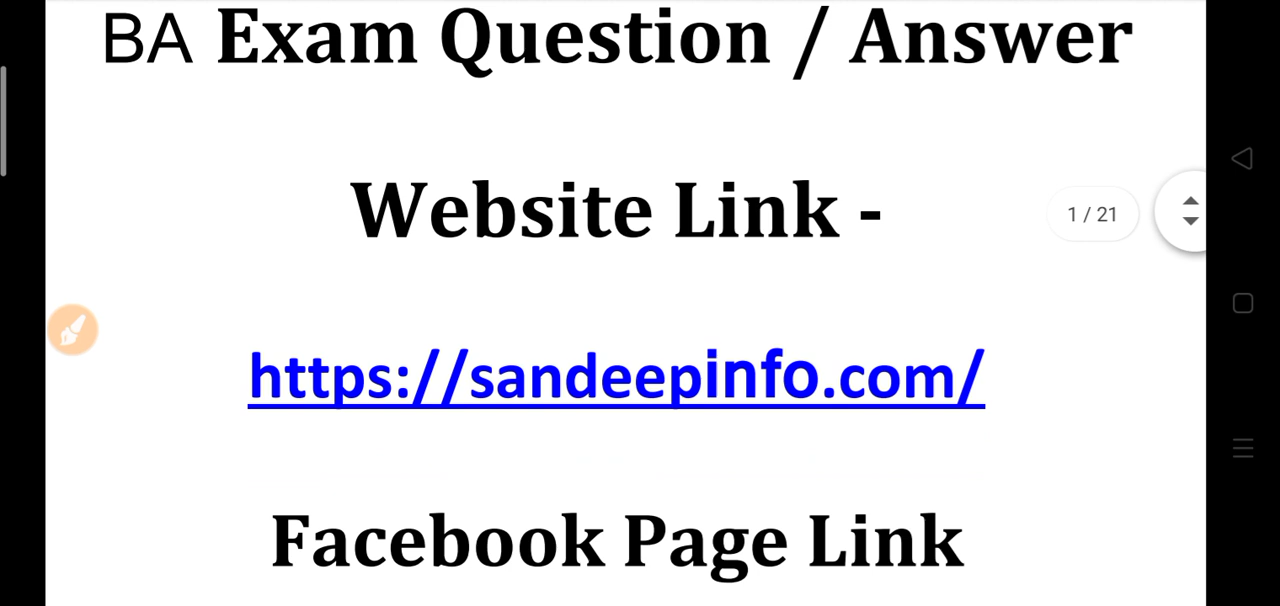 BA Exam Question / Answer
Website Link -
1 / 21
https://sandeepinfo.com/
Facebook Page Link